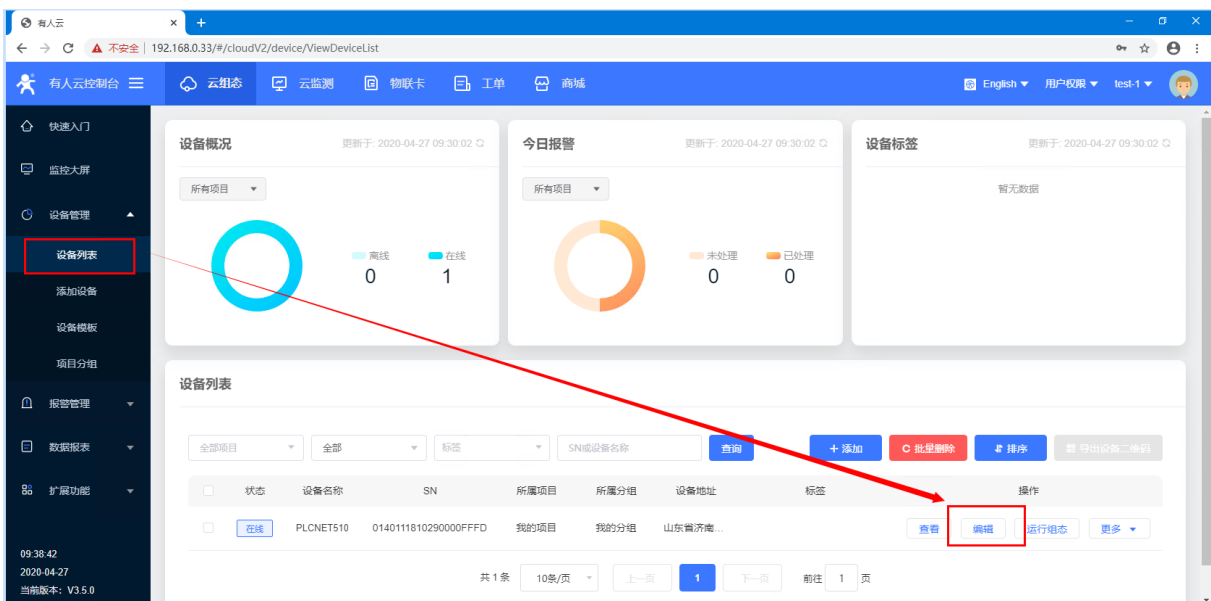 有人云
不安全 | 192.168.0.33/#/cloudV2/device/ViewDeviceList
有人云控制台 云组态 云监测 物联卡 工单 商城 English 用户权限 test-1
快速入门
监控大屏
设备管理
设备列表
添加设备
设备模板
项目分组
报警管理
数据报表
扩展功能
09:38:42
2020-04-27
当前版本: V3.5.0
设备概况 更新于: 2020-04-27 09:30:02
所有项目
离线 在线
0 1
今日报警 更新于: 2020-04-27 09:30:02
所有项目
未处理 已处理
0 0
设备标签 更新于: 2020-04-27 09:30:02
暂无数据
设备列表
全部项目 全部 标签 SN或设备名称 查询 +添加 批量删除 排序 导出设备二维码
状态 设备名称 SN 所属项目 所属分组 设备地址 标签 操作
在线 PLCNET510 0140111810290000FFFD 我的项目 我的分组 山东省济南... 查看 编辑 运行组态 更多
共 1 条 10条/页 上一页 1 下一页 前往 1 页